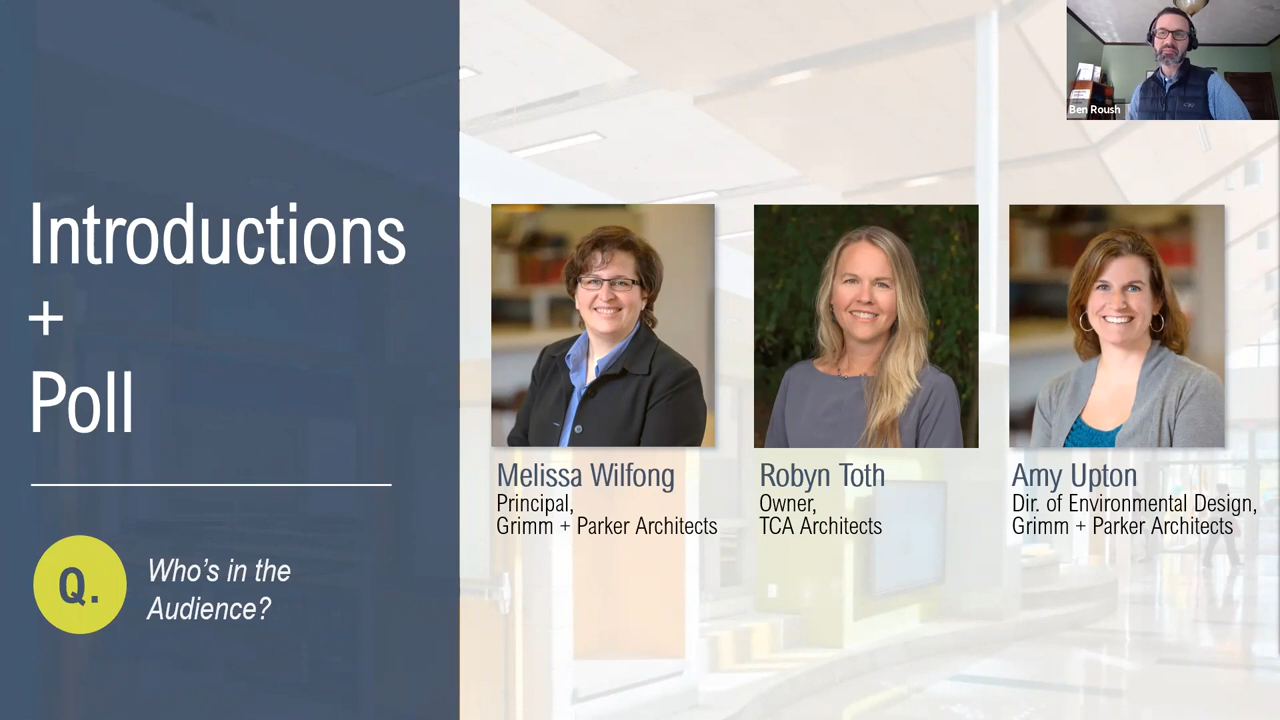 Introductions
+
Poll
Q.
Who's in the
Audience?
Ben Roush
Melissa Wilfong
Principal,
Grimm + Parker Architects
Robyn Toth
Owner,
TCA Architects
Amy Upton
Dir. of Environmental Design,
Grimm + Parker Architects